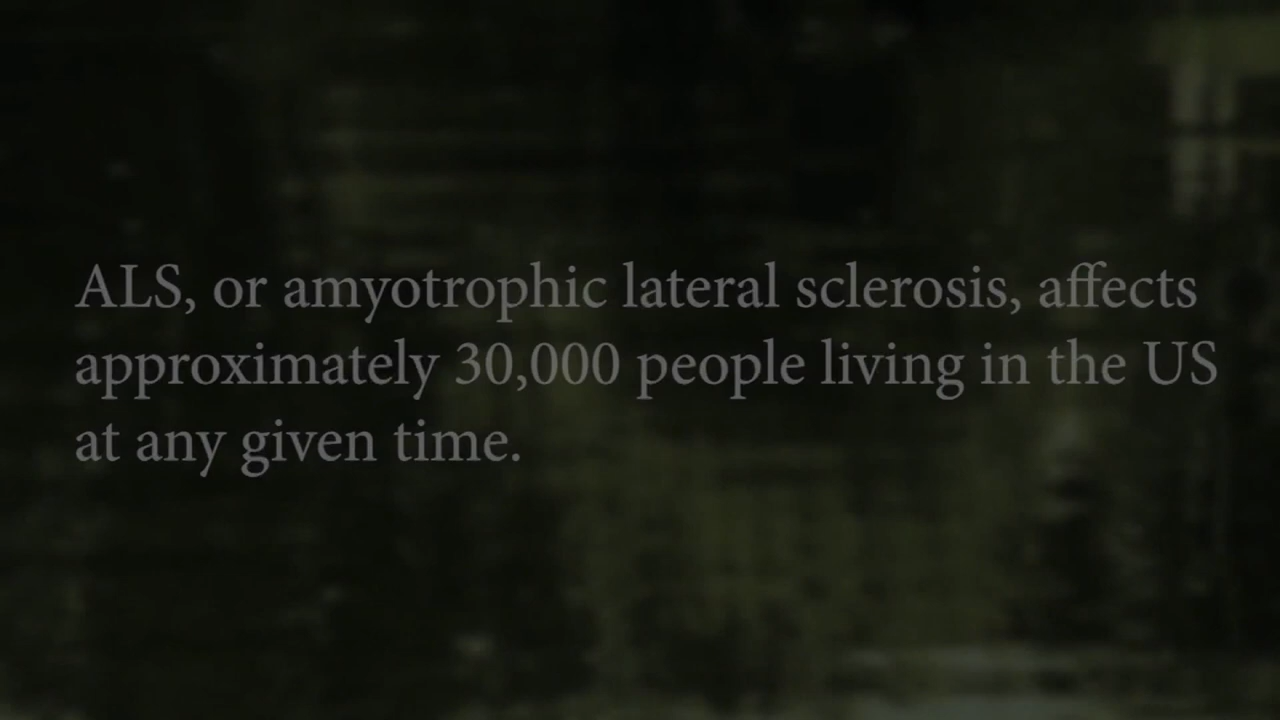 ALS, or amyotrophic lateral sclerosis, affects
approximately 30,000 people living in the US
at any given time.